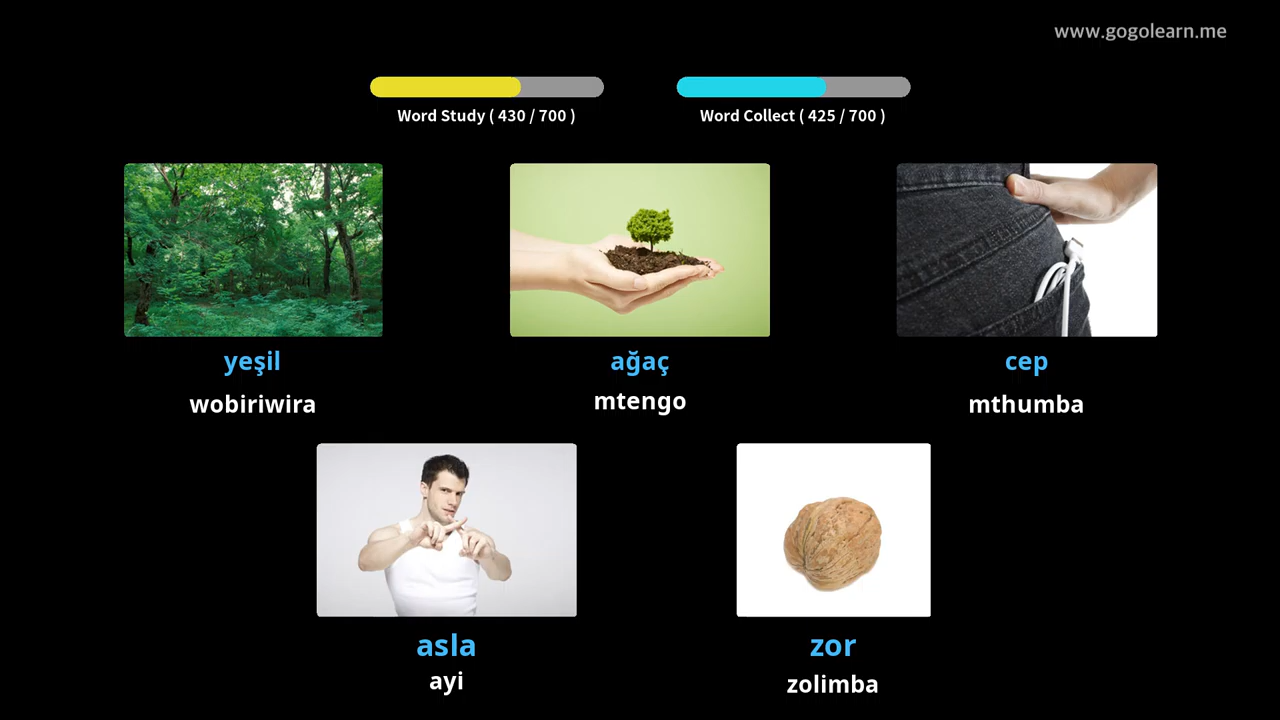 www.gogolearn.me
Word Study ( 430 / 700 )
Word Collect ( 425 / 700 )
yeşil
ağaç
cep
wobiriwira
mtengo
mthumba
asla
zor
ayi
zolimba